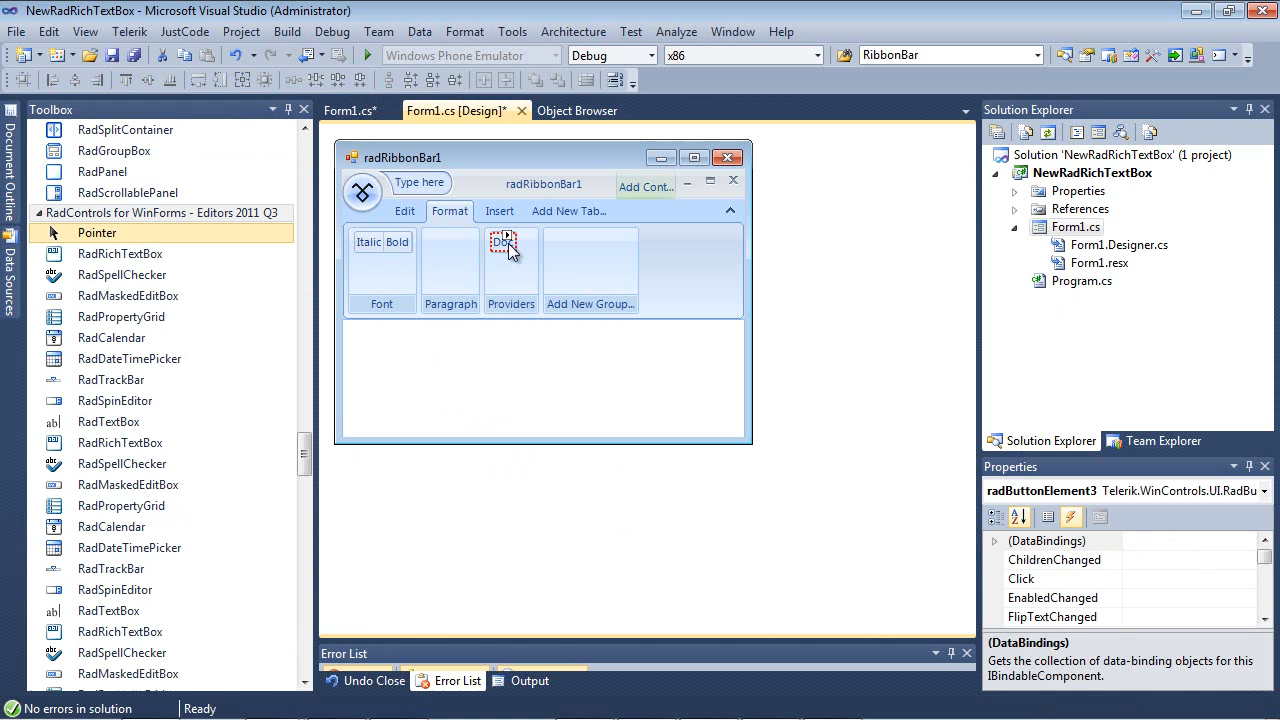 NewRadRichTextBox - Microsoft Visual Studio (Administrator)
File Edit View Telerik JustCode Project Build Debug Team Data Format Tools Architecture Test Analyze Window Help
Windows Phone Emulator Debug x86 RibbonBar
Document Outline
Data Sources
Toolbox
RadSplitContainer
RadGroupBox
RadPanel
RadScrollablePanel
RadControls for WinForms - Editors 2011 Q3
Pointer
RadRichTextBox
RadSpellChecker
RadMaskedEditBox
RadPropertyGrid
RadCalendar
RadDateTimePicker
RadTrackBar
RadSpinEditor
RadTextBox
RadRichTextBox
RadSpellChecker
RadMaskedEditBox
RadPropertyGrid
RadCalendar
RadDateTimePicker
RadTrackBar
RadSpinEditor
RadTextBox
RadRichTextBox
RadSpellChecker
RadMaskedEditBox
Form1.cs* Form1.cs [Design]* Object Browser
radRibbonBar1
Type here radRibbonBar1 Add Cont...
Edit Format Insert Add New Tab...
Italic Bold
Font Paragraph Providers Add New Group...
Error List
Undo Close Error List Output
Solution Explorer
Solution 'NewRadRichTextBox' (1 project)
NewRadRichTextBox
Properties
References
Form1.cs
Form1.Designer.cs
Form1.resx
Program.cs
Solution Explorer Team Explorer
Properties
radButtonElement3 Telerik.WinControls.UI.RadBu
(DataBindings)
ChildrenChanged
Click
EnabledChanged
FlipTextChanged
(DataBindings)
Gets the collection of data-binding objects for this
IBindableComponent.
No errors in solution Ready